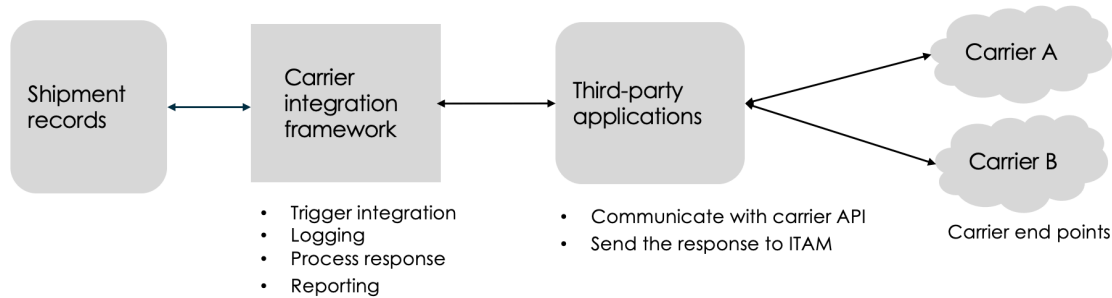 Shipment
records
Carrier
integration
framework
• Trigger integration
• Logging
• Process response
• Reporting
Third-party
applications
• Communicate with carrier API
• Send the response to ITAM
Carrier A
Carrier B
Carrier end points